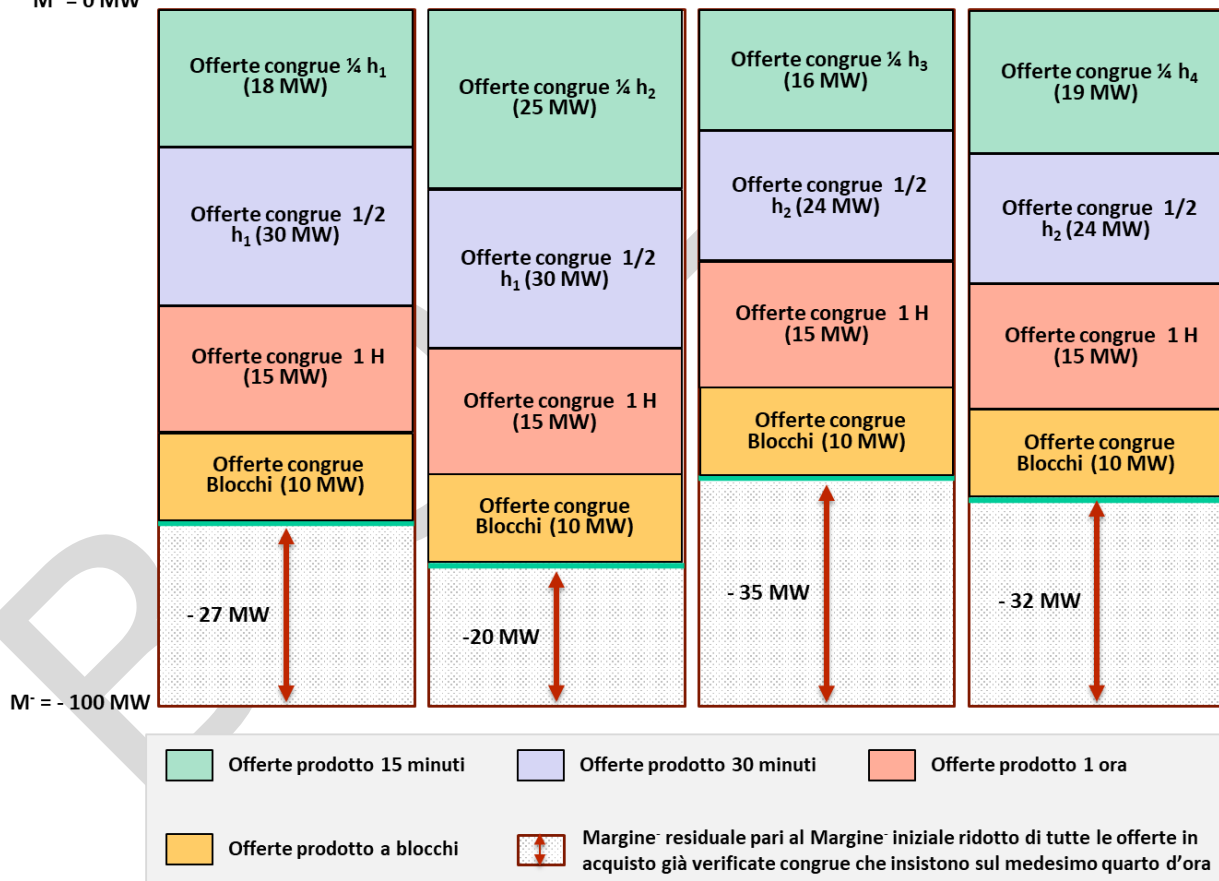 Offerte congrue ¼ h₁
(18 MW)
Offerte congrue 1/2
h₁ (30 MW)
Offerte congrue 1 H
(15 MW)
Offerte congrue
Blocchi (10 MW)
- 27 MW
Offerte congrue ¼ h₂
(25 MW)
Offerte congrue 1/2
h₁ (30 MW)
Offerte congrue 1 H
(15 MW)
Offerte congrue
Blocchi (10 MW)
-20 MW
Offerte congrue ¼ h₃
(16 MW)
Offerte congrue 1/2
h₂ (24 MW)
Offerte congrue 1 H
(15 MW)
Offerte congrue
Blocchi (10 MW)
- 35 MW
Offerte congrue ¼ h₄
(19 MW)
Offerte congrue 1/2
h₂ (24 MW)
Offerte congrue 1 H
(15 MW)
Offerte congrue
Blocchi (10 MW)
- 32 MW
M⁻ = - 100 MW
Offerte prodotto 15 minuti
Offerte prodotto 30 minuti
Offerte prodotto 1 ora
Offerte prodotto a blocchi
Margine⁻ residuale pari al Margine⁻ iniziale ridotto di tutte le offerte in
acquisto già verificate congrue che insistono sul medesimo quarto d'ora